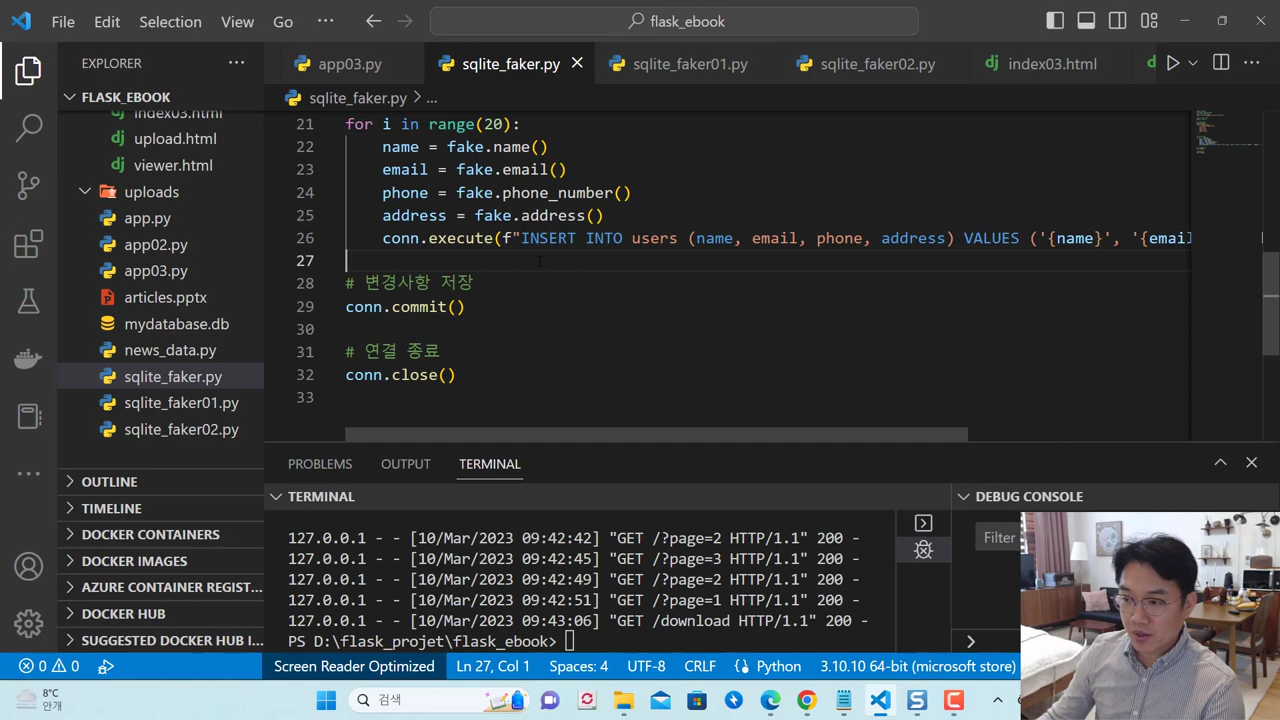 File Edit Selection View Go ··· flask_ebook
EXPLORER ···
app03.py sqlite_faker.py sqlite_faker01.py sqlite_faker02.py index03.html
FLASK_EBOOK
sqlite_faker.py > ...
index03.html
upload.html
viewer.html
uploads
app.py
app02.py
app03.py
articles.pptx
mydatabase.db
news_data.py
sqlite_faker.py
sqlite_faker01.py
sqlite_faker02.py
OUTLINE
TIMELINE
DOCKER CONTAINERS
DOCKER IMAGES
AZURE CONTAINER REGIST...
DOCKER HUB
SUGGESTED DOCKER HUB I
21 for i in range(20):
22 name = fake.name()
23 email = fake.email()
24 phone = fake.phone_number()
25 address = fake.address()
26 conn.execute(f"INSERT INTO users (name, email, phone, address) VALUES ('{name}', '{email
27
28 # 변경사항 저장
29 conn.commit()
30
31 # 연결 종료
32 conn.close()
33
PROBLEMS OUTPUT TERMINAL
TERMINAL
DEBUG CONSOLE
Filter
127.0.0.1 - - [10/Mar/2023 09:42:42] "GET /?page=2 HTTP/1.1" 200 -
127.0.0.1 - - [10/Mar/2023 09:42:45] "GET /?page=3 HTTP/1.1" 200 -
127.0.0.1 - - [10/Mar/2023 09:42:49] "GET /?page=2 HTTP/1.1" 200 -
127.0.0.1 - - [10/Mar/2023 09:42:51] "GET /?page=1 HTTP/1.1" 200 -
127.0.0.1 - - [10/Mar/2023 09:43:06] "GET /download HTTP/1.1" 200 -
PS D:\flask_projet\flask_ebook>
0 0 Screen Reader Optimized Ln 27, Col 1 Spaces: 4 UTF-8 CRLF Python 3.10.10 64-bit (microsoft store)
8°C
안개
검색